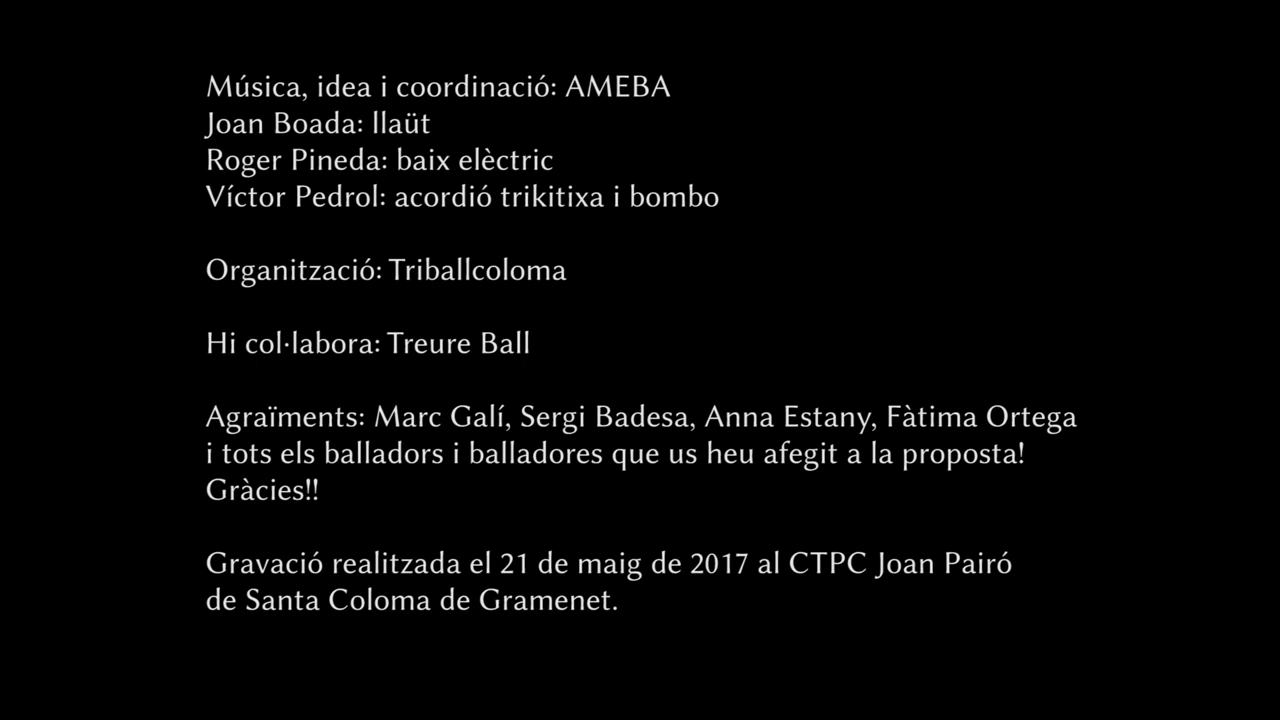 Música, idea i coordinació: AMEBA
Joan Boada: llaüt
Roger Pineda: baix elèctric
Víctor Pedrol: acordió trikitixa i bombo
Organització: Triballcoloma
Hi col·labora: Treure Ball
Agraïments: Marc Galí, Sergi Badesa, Anna Estany, Fàtima Ortega
i tots els balladors i balladores que us heu afegit a la proposta!
Gràcies!!
Gravació realitzada el 21 de maig de 2017 al CTPC Joan Pairó
de Santa Coloma de Gramenet.